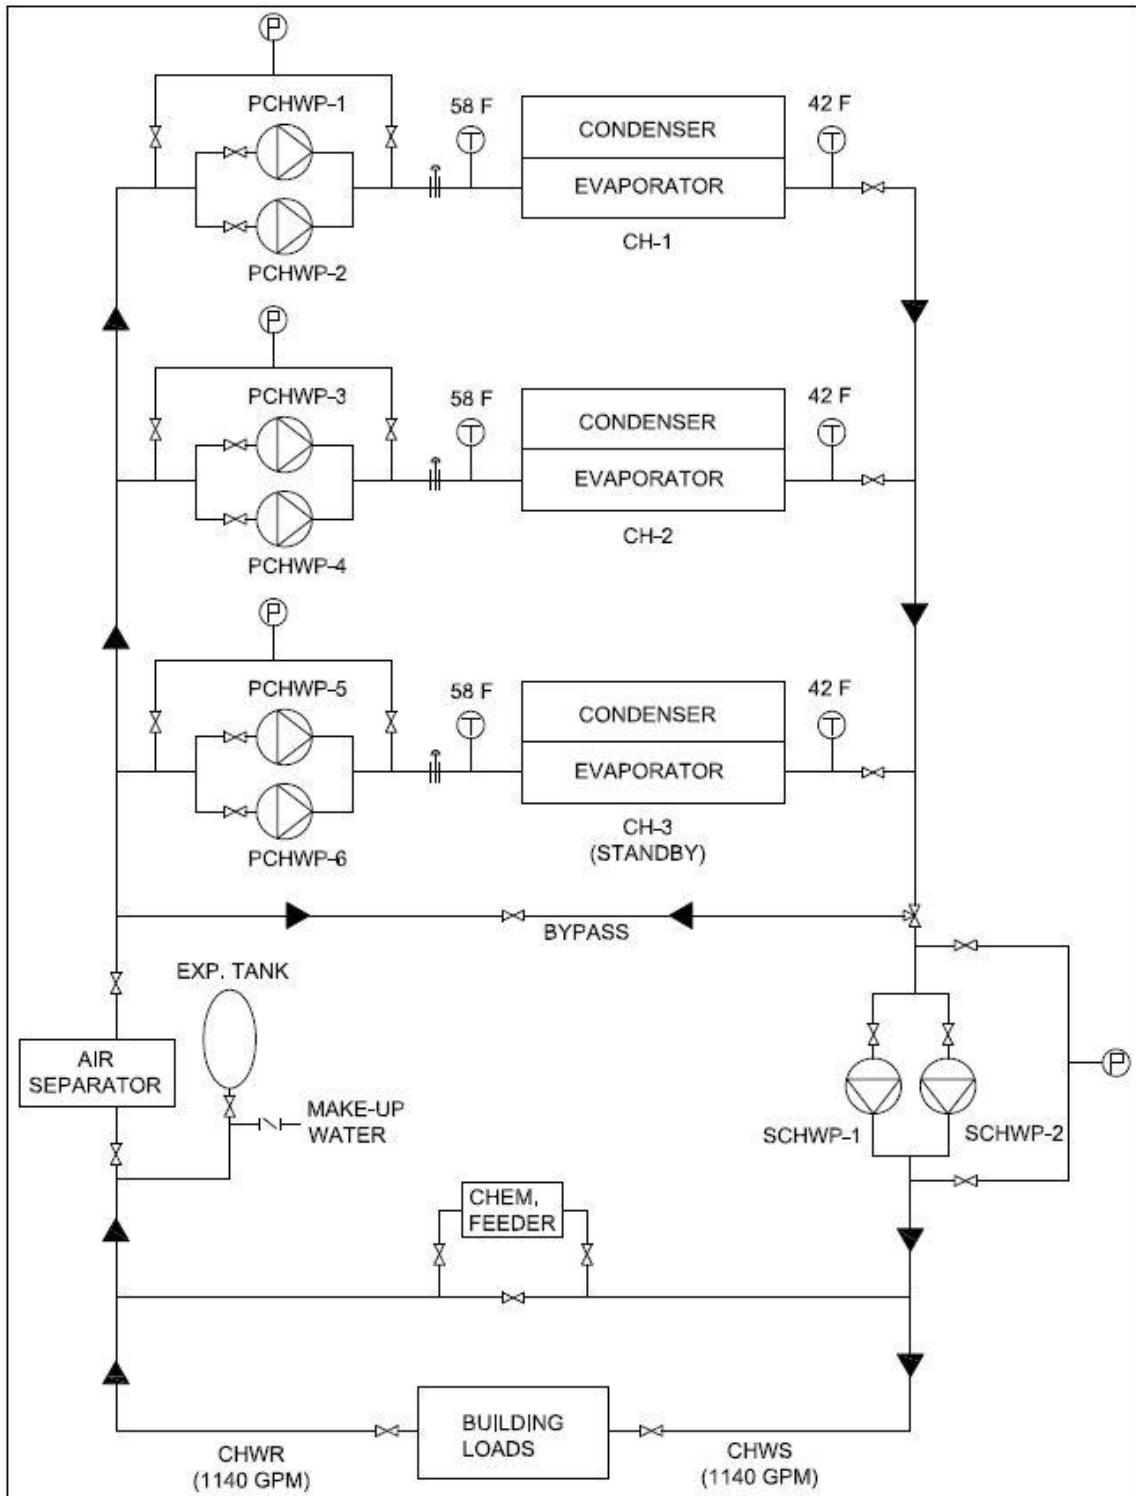 P
PCHWP-1
58 F
42 F
T
T
CONDENSER
EVAPORATOR
PCHWP-2
CH-1
P
PCHWP-3
58 F
42 F
T
T
CONDENSER
EVAPORATOR
PCHWP-4
CH-2
P
PCHWP-5
58 F
42 F
T
T
CONDENSER
EVAPORATOR
PCHWP-6
CH-3
(STANDBY)
BYPASS
EXP. TANK
AIR
SEPARATOR
MAKE-UP
WATER
P
SCHWP-1
SCHWP-2
CHEM,
FEEDER
BUILDING
LOADS
CHWR
(1140 GPM)
CHWS
(1140 GPM)